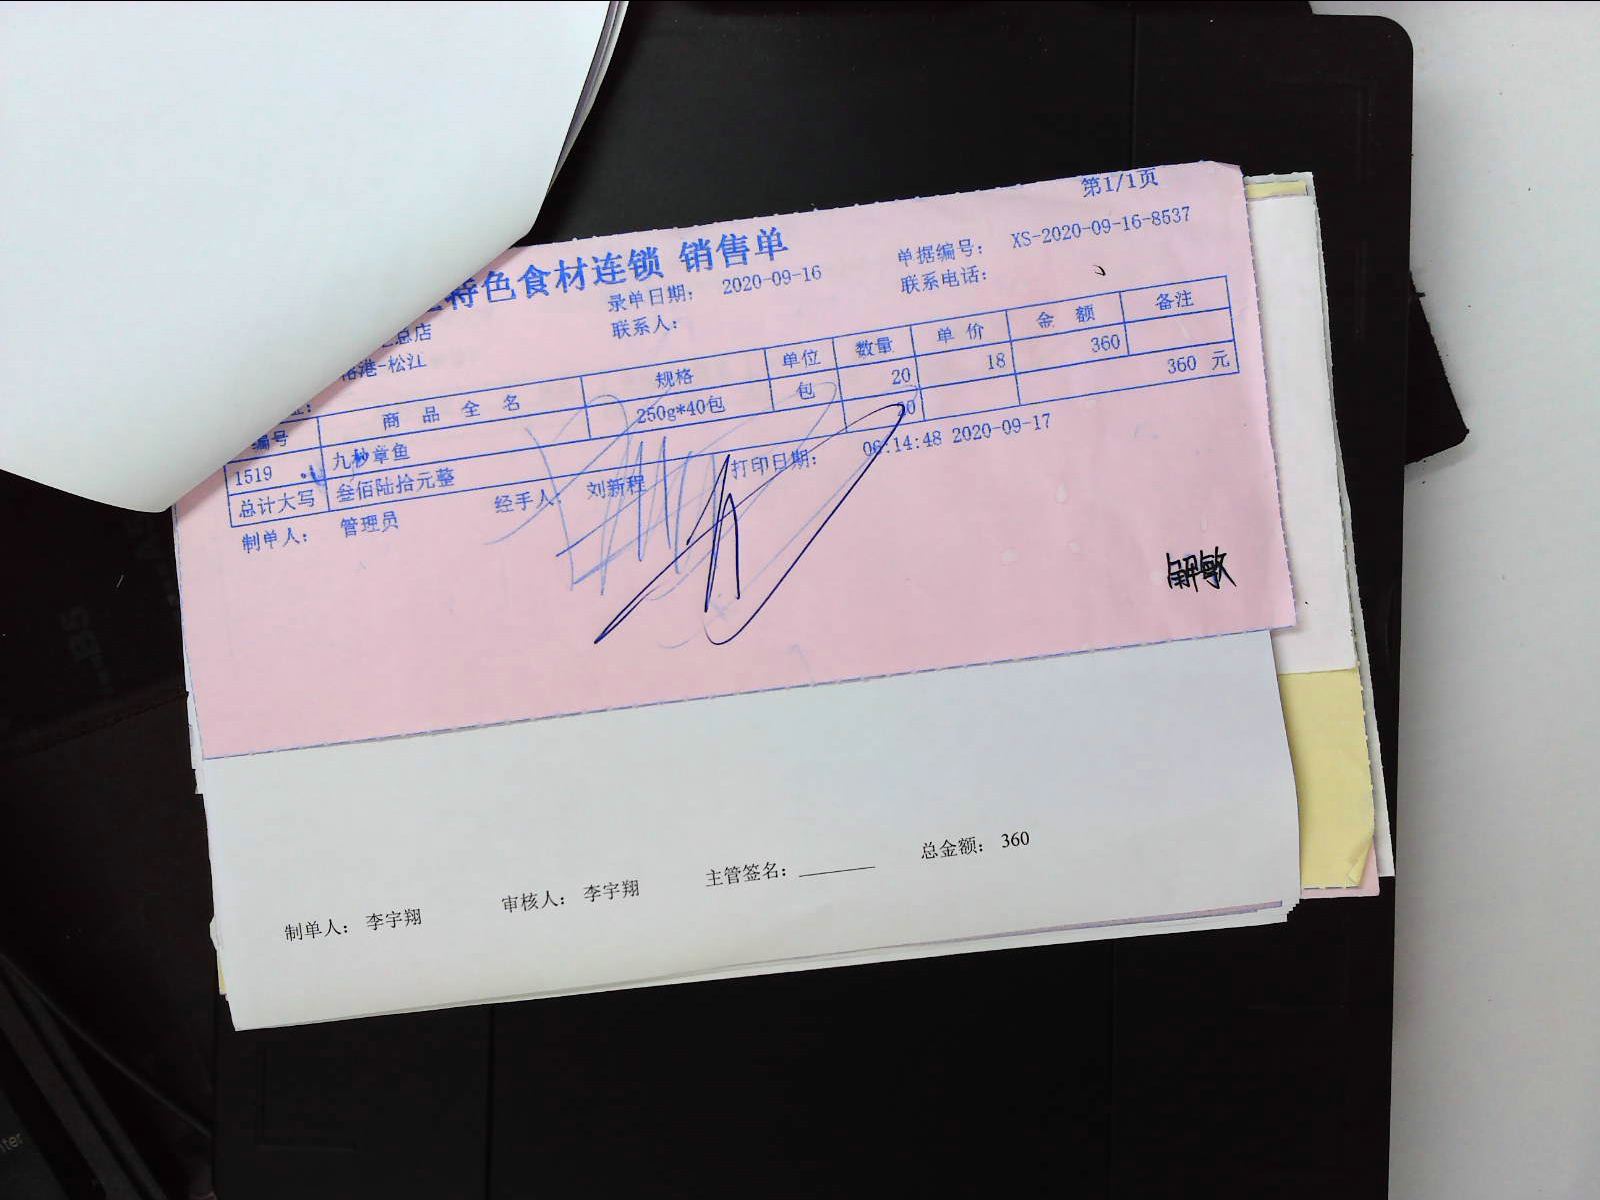 第1/1页
特色食材连锁 销售单
单据编号: XS-2020-09-16-8537
录单日期: 2020-09-16
联系电话:
总店
联系人:
港-松江
编号 商品全名 规格 单位 数量 单价 金额 备注
1519 九秒章鱼 250g*40包 包 20 18 360
总计大写 叁佰陆拾元整 20 360 元
制单人: 管理员 经手人: 刘新程 打印日期: 06:14:48 2020-09-17
解敏
制单人: 李宇翔 审核人: 李宇翔 主管签名: 总金额: 360